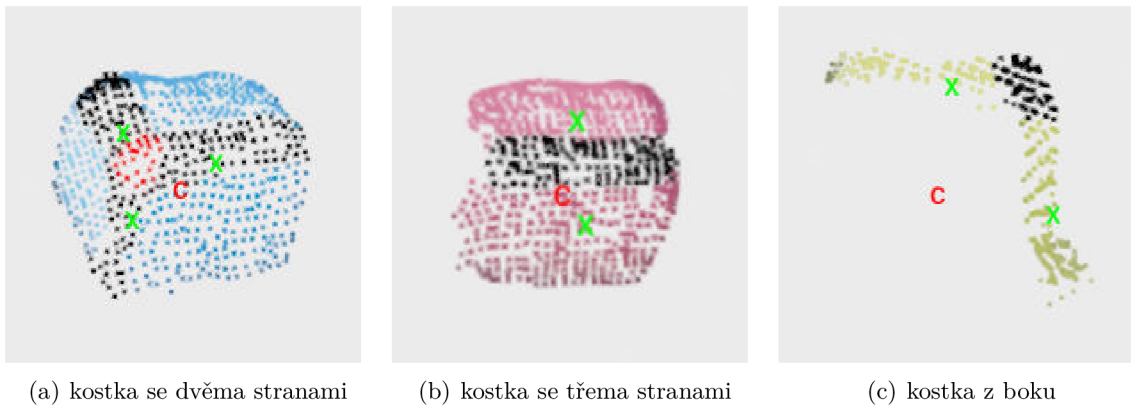 X
X
C
X
X
C
X
X
C
X
(a) kostka se dvěma stranami
(b) kostka se třema stranami
(c) kostka z boku